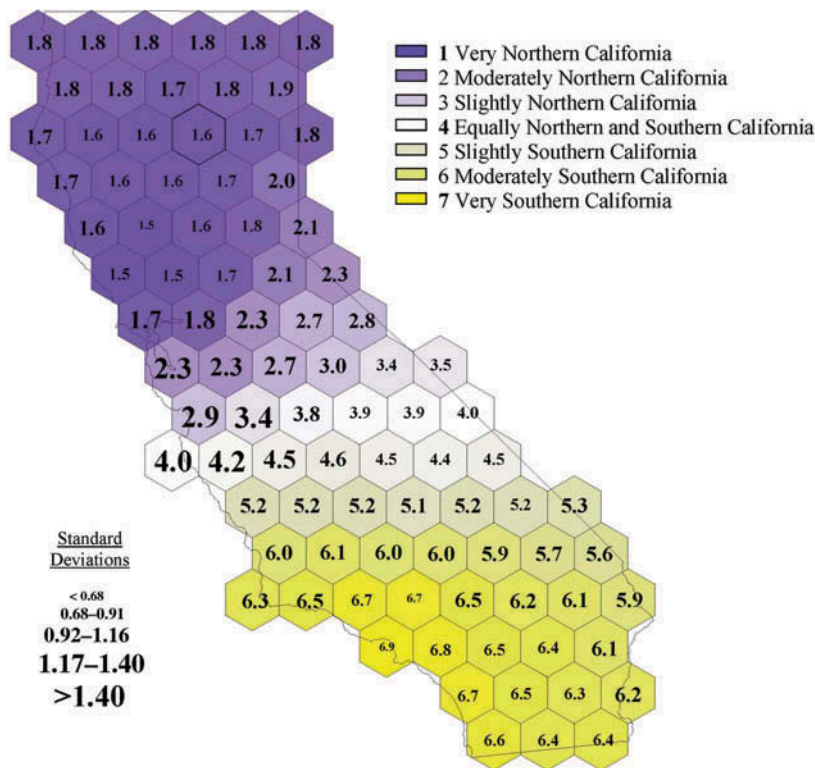 1.8 1.8 1.8 1.8 1.8 1.8
1 Very Northern California
2 Moderately Northern California
3 Slightly Northern California
4 Equally Northern and Southern California
5 Slightly Southern California
6 Moderately Southern California
7 Very Southern California
1.8 1.8 1.7 1.8 1.9
1.7 1.6 1.6 1.6 1.7 1.8
1.7 1.6 1.6 1.7 2.0
1.6 1.5 1.6 1.8 2.1
1.5 1.5 1.7 2.1 2.3
1.7 1.8 2.3 2.7 2.8
2.3 2.3 2.7 3.0 3.4 3.5
2.9 3.4 3.8 3.9 3.9 4.0
4.0 4.2 4.5 4.6 4.5 4.4 4.5
5.2 5.2 5.2 5.1 5.2 5.2 5.3
6.0 6.1 6.0 6.0 5.9 5.7 5.6
6.3 6.5 6.7 6.7 6.5 6.2 6.1 5.9
6.9 6.8 6.5 6.4 6.1
6.7 6.5 6.3 6.2
6.6 6.4 6.4
Standard
Deviations
< 0.68
0.68–0.91
0.92–1.16
1.17–1.40
>1.40